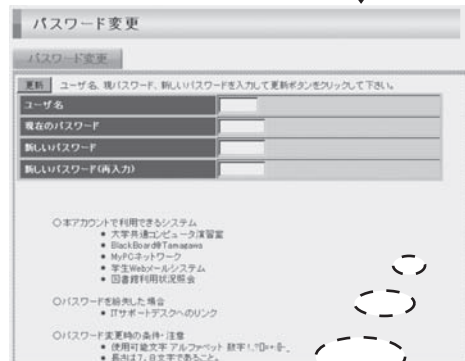 パスワード変更
パスワード変更
更新 ユーザ名、現パスワード、新しいパスワードを入力して更新ボタンをクリックして下さい。
ユーザ名
現在のパスワード
新しいパスワード
新しいパスワード(再入力)
○本アカウントで利用できるシステム
● 大学共通コンピュータ演習室
● BlackBoard@Tamagawa
● MyPCネットワーク
● 学生Webメールシステム
● 図書館利用状況照会
○パスワードを紛失した場合
● ITサポートデスクへのリンク
○パスワード変更時の条件・注意
● 使用可能文字 アルファベット 数字
● 長さは7、8文字であること。